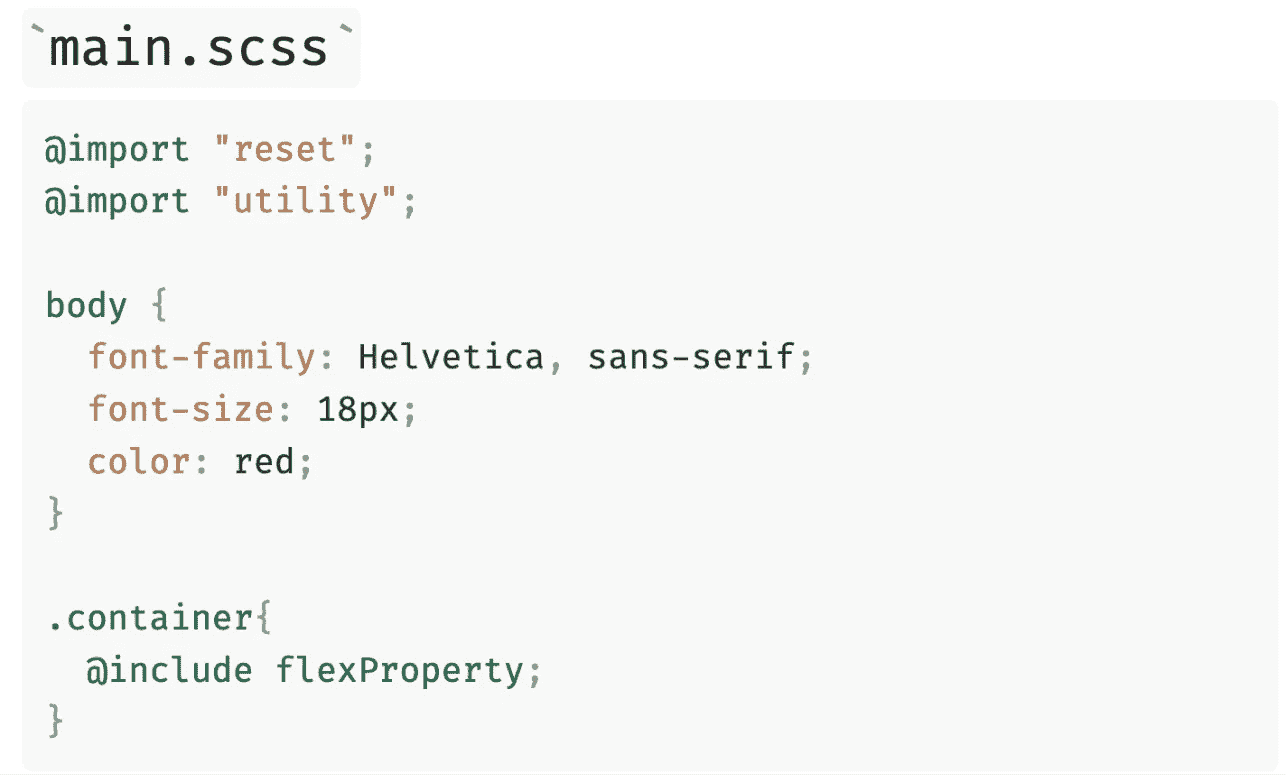 `main.scss`
@import "reset";
@import "utility";
body {
  font-family: Helvetica, sans-serif;
  font-size: 18px;
  color: red;
}
.container{
  @include flexProperty;
}